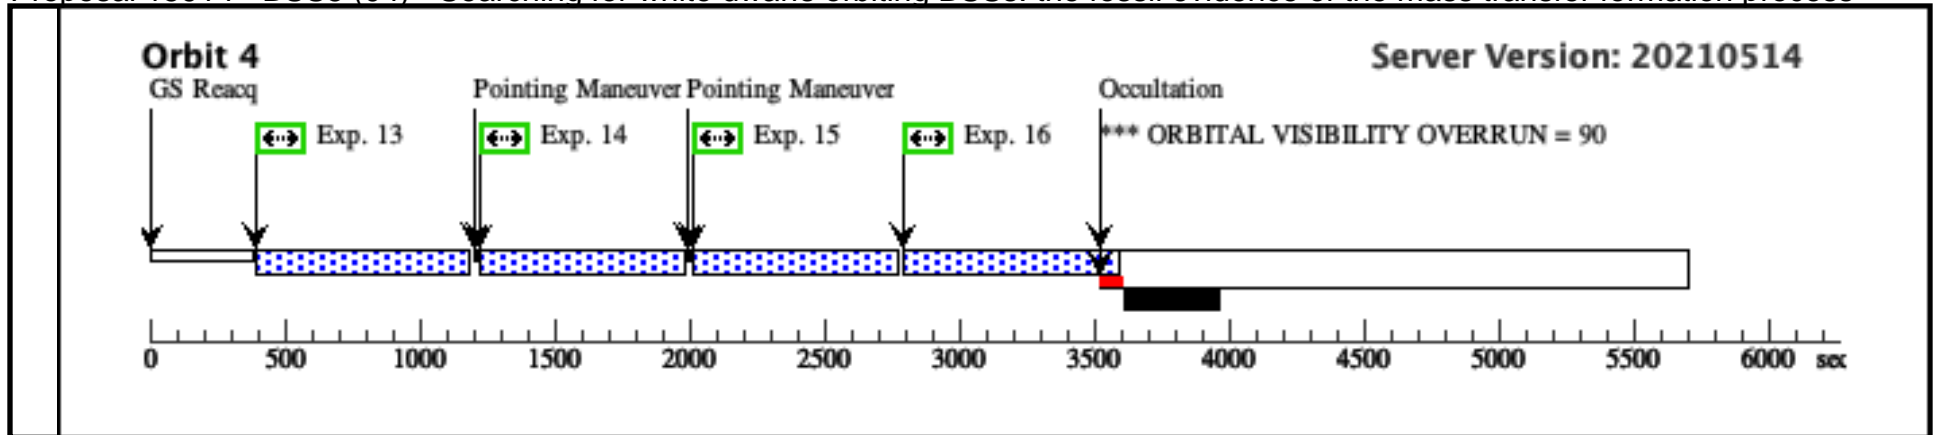 Orbit 4
Server Version: 20210514
GS Reacq
Pointing Maneuver Pointing Maneuver
Occultation
Exp. 13
Exp. 14
Exp. 15
Exp. 16
*** ORBITAL VISIBILITY OVERRUN = 90
0 500 1000 1500 2000 2500 3000 3500 4000 4500 5000 5500 6000 sec